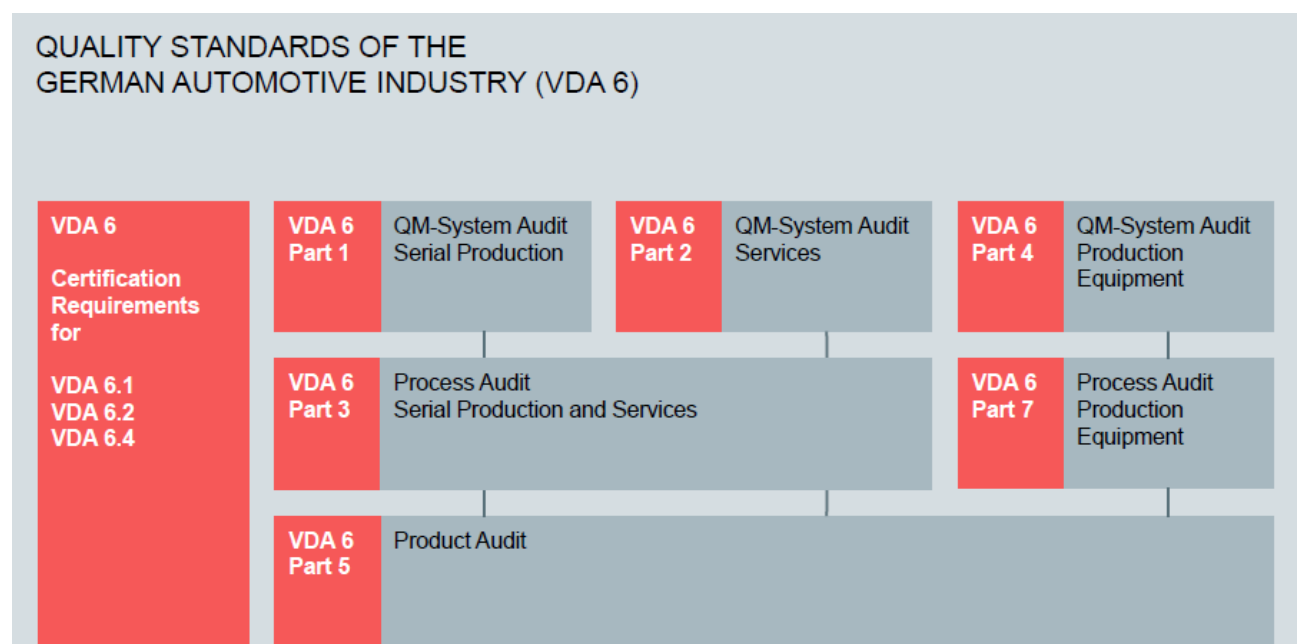 QUALITY STANDARDS OF THE
GERMAN AUTOMOTIVE INDUSTRY (VDA 6)
VDA 6
Certification
Requirements
for
VDA 6.1
VDA 6.2
VDA 6.4
VDA 6
Part 1
QM-System Audit
Serial Production
VDA 6
Part 2
QM-System Audit
Services
VDA 6
Part 4
QM-System Audit
Production
Equipment
VDA 6
Part 3
Process Audit
Serial Production and Services
VDA 6
Part 7
Process Audit
Production
Equipment
VDA 6
Part 5
Product Audit